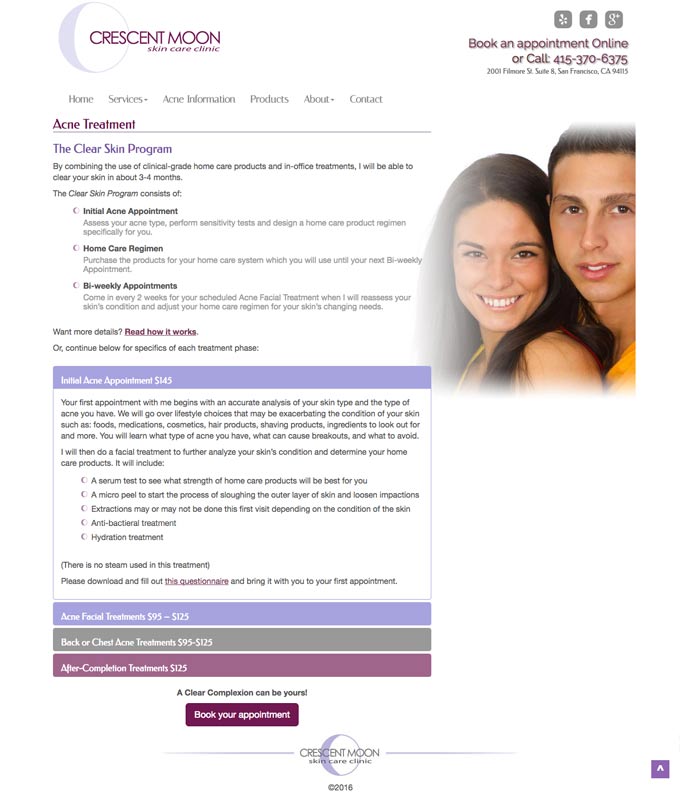 CRESCENT MOON
skin care clinic
Book an appointment Online
or Call: 415-370-6375
2001 Filmore St. Suite 8, San Francisco, CA 94115
Home Services Acne Information Products About Contact
Acne Treatment
The Clear Skin Program
By combining the use of clinical-grade home care products and in-office treatments, I will be able to
clear your skin in about 3-4 months.
The Clear Skin Program consists of:
Initial Acne Appointment
Assess your acne type, perform sensitivity tests and design a home care product regimen
specifically for you.
Home Care Regimen
Purchase the products for your home care system which you will use until your next Bi-weekly
Appointment.
Bi-weekly Appointments
Come in every 2 weeks for your scheduled Acne Facial Treatment when I will reassess your
skin's condition and adjust your home care regimen for your skin's changing needs.
Want more details? Read how it works.
Or, continue below for specifics of each treatment phase:
Initial Acne Appointment $145
Your first appointment with me begins with an accurate analysis of your skin type and the type of
acne you have. We will go over lifestyle choices that may be exacerbating the condition of your skin
such as: foods, medications, cosmetics, hair products, shaving products, ingredients to look out for
and more. You will learn what type of acne you have, what can cause breakouts, and what to avoid.
I will then do a facial treatment to further analyze your skin's condition and determine your home
care products. It will include:
A serum test to see what strength of home care products will be best for you
A micro peel to start the process of sloughing the outer layer of skin and loosen impactions
Extractions may or may not be done this first visit depending on the condition of the skin
Anti-bactieral treatment
Hydration treatment
(There is no steam used in this treatment)
Please download and fill out this questionnaire and bring it with you to your first appointment.
Acne Facial Treatments $95 – $125
Back or Chest Acne Treatments $95-$125
After-Completion Treatments $125
A Clear Complexion can be yours!
Book your appointment
CRESCENT MOON
skin care clinic
©2016